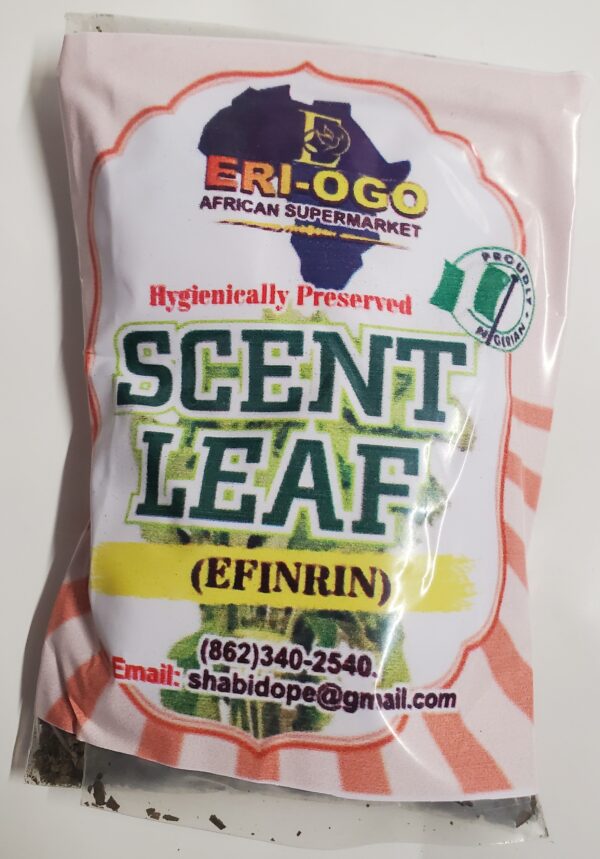 E
ERI-OGO
AFRICAN SUPERMARKET
Hygienically Preserved
PROUDLY
NIGERIAN
SCENT
LEAF
(EFINRIN)
(862)340-2540.
Email: shabidope@gmail.com